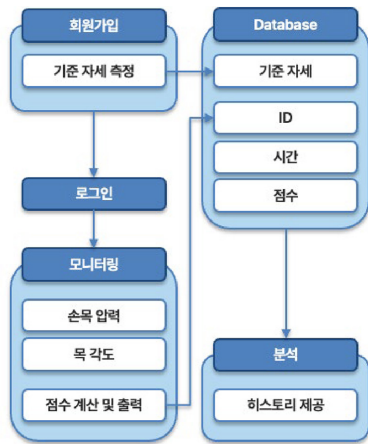 회원가입
기준 자세 측정
로그인
모니터링
손목 압력
목 각도
점수 계산 및 출력
Database
기준 자세
ID
시간
점수
분석
히스토리 제공